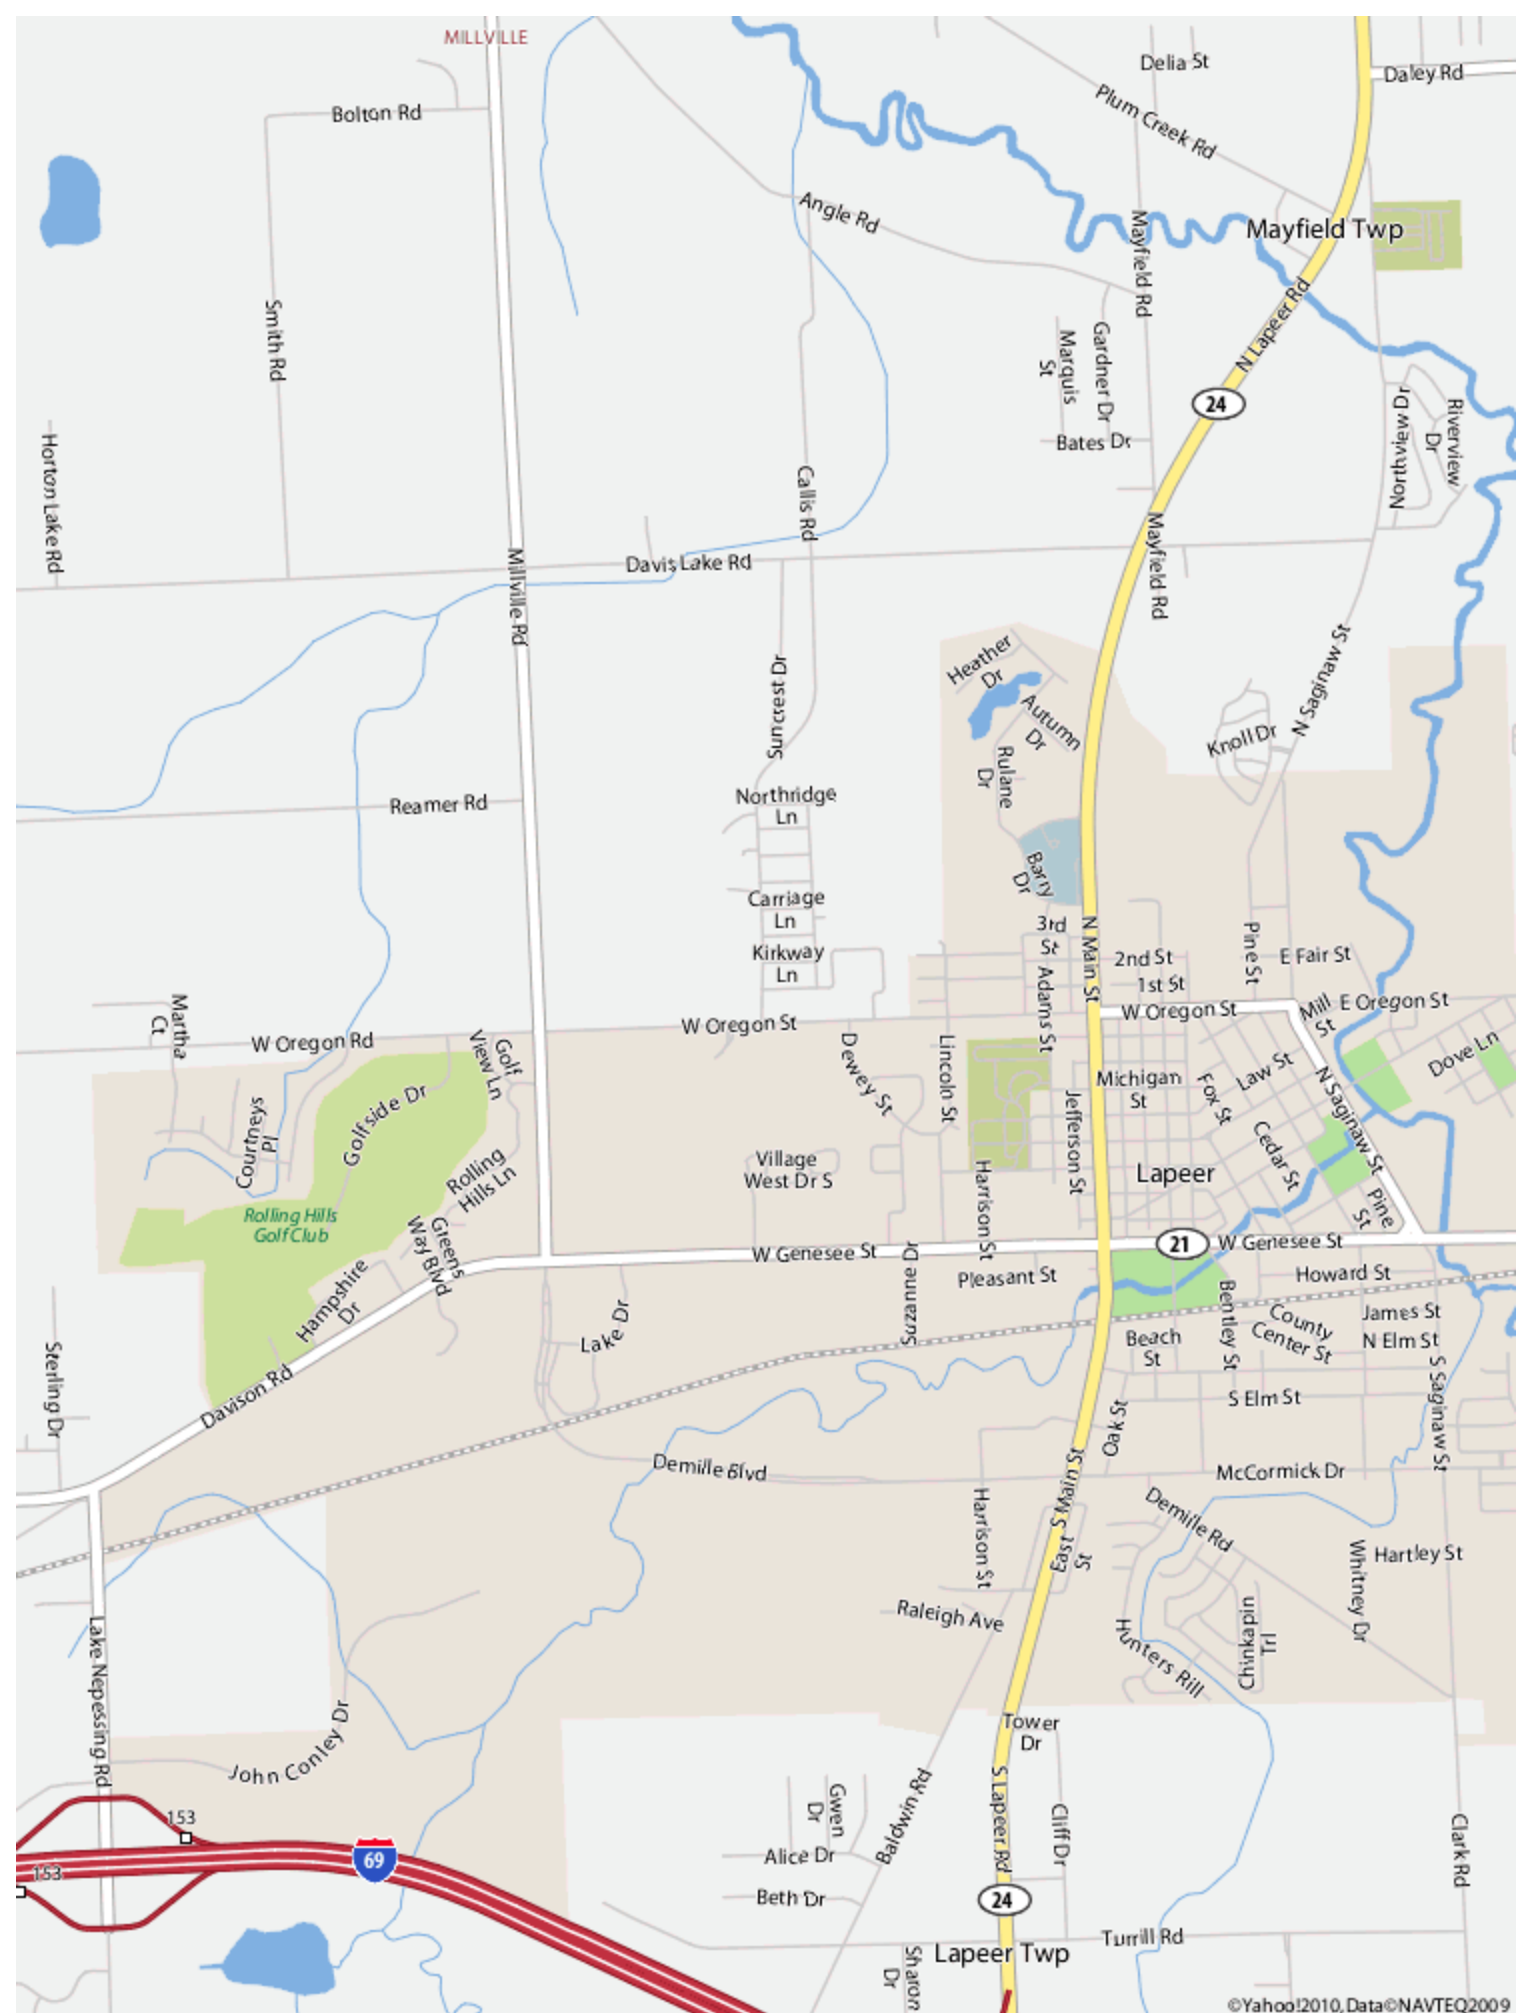 MILLVILLE
Delia St
Daley Rd
Bolton Rd
Plum Creek Rd
Angle Rd
Mayfield Rd
Mayfield Twp
Smith Rd
N Lapeer Rd
Marquis
St
Gardner Dr
24
Northview Dr
Riverview
Dr
Bates Dr
Horton Lake Rd
Callis Rd
Millville Rd
Davis Lake Rd
Mayfield Rd
Heather
Dr
Suncrest Dr
N Saginaw St
Autumn
Dr
Knoll Dr
Rulane
Dr
Reamer Rd
Northridge
Ln
Barry
Dr
Carriage
Ln
3rd
St
N Main St
Pine St
Kirkway
Ln
2nd St
E Fair St
1st St
Adams St
Martha
Ct
W Oregon St
Mill
St
E Oregon St
W Oregon St
W Oregon Rd
Golf
View Ln
Dewey St
Lincoln St
Law St
Dove Ln
Michigan
St
Fox St
N Saginaw St
Golfside Dr
Courtneys
Pl
Jefferson St
Cedar St
Rolling
Hills Ln
Village
West Dr S
Lapeer
Harrison St
Pine
St
Rolling Hills
Golf Club
Greens
Way Blvd
W Genesee St
21
W Genesee St
Suzanne Dr
Pleasant St
Howard St
Hampshire
Dr
Bentley St
County
Center St
James St
Lake Dr
Beach
St
N Elm St
Sterling Dr
Davison Rd
S Elm St
S Saginaw St
Oak St
Demille Blvd
McCormick Dr
S Main St
Harrison St
Demille Rd
East
St
Whitney Dr
Hartley St
Raleigh Ave
Chinkapin
Trl
Hunters Rill
Lake Nepessing Rd
John Conley Dr
Tower
Dr
S Lapeer Rd
Gwen
Dr
Baldwin Rd
Cliff Dr
Clark Rd
153
69
153
Alice Dr
Beth Dr
24
Turrill Rd
Lapeer Twp
Sharon
Dr
©Yahoo!2010, Data©NAVTEQ2009